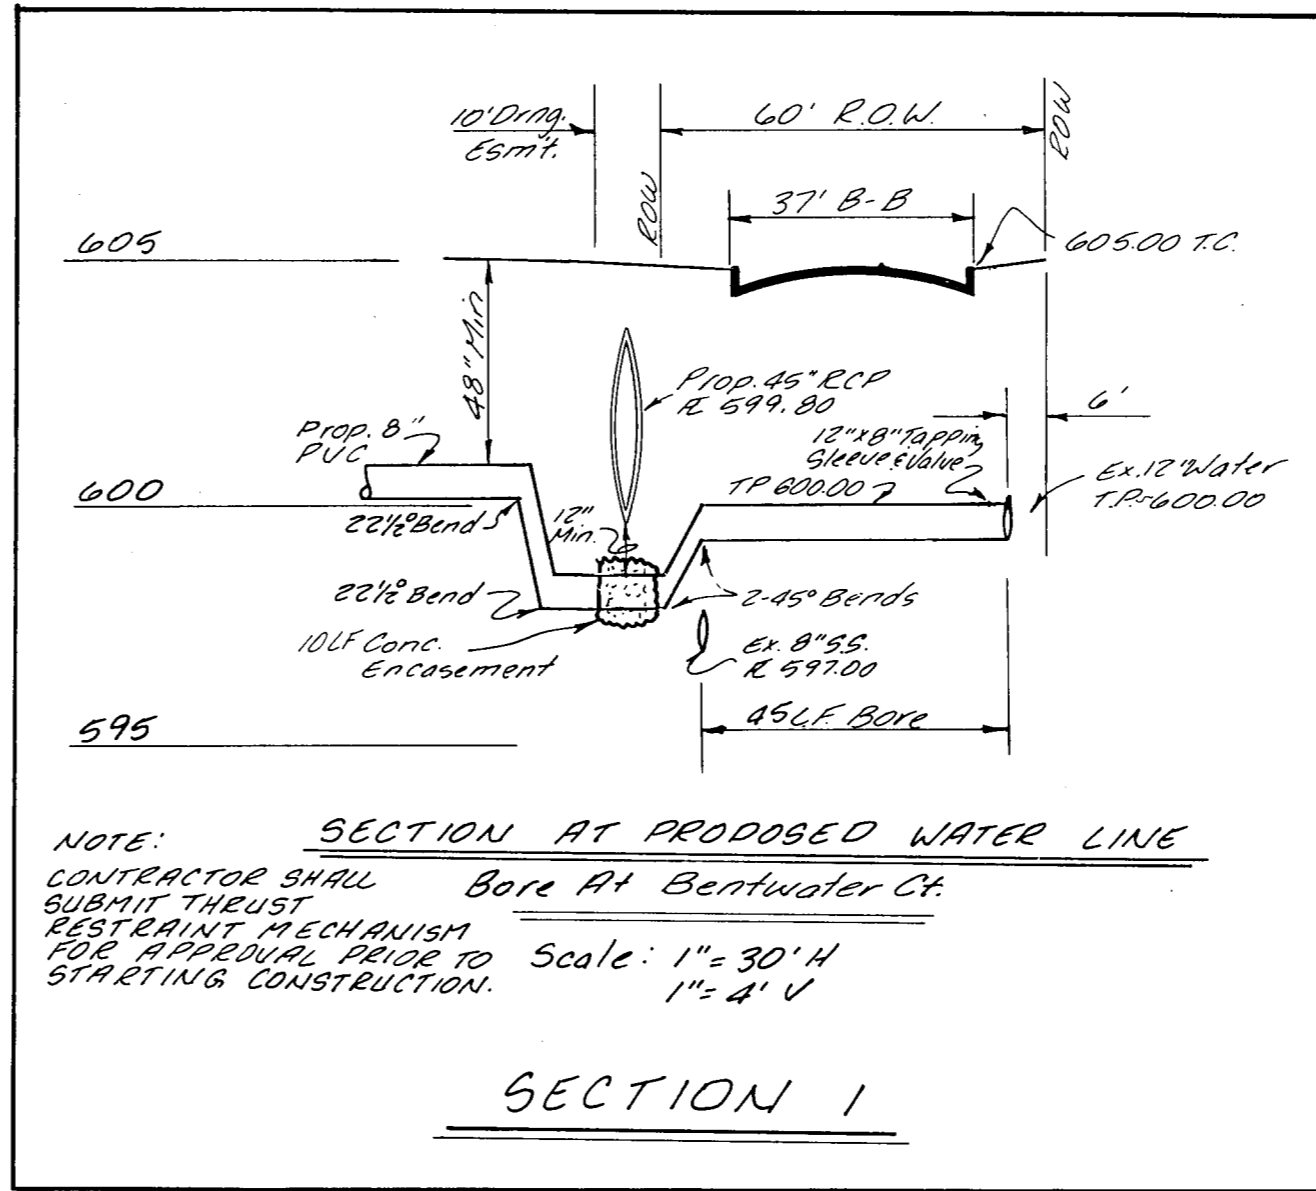 10' Drng.
Esm't.
60' R.O.W.
ROW
ROW
37' B-B
605.00 T.C.
605
48" Min
Prop. 45" RCP
FL 599.80
6'
Prop. 8"
PVC
12"x8" Tapping
Sleeve & Valve
TP 600.00
Ex. 12" Water
T.P.=600.00
600
22½° Bend
12"
Min.
22½° Bend
2-45° Bends
10 LF Conc.
Encasement
Ex. 8" S.S.
FL 597.00
45 L.F. Bore
595
SECTION AT PRODOSED WATER LINE
Bore At Bentwater Ct.
NOTE:
CONTRACTOR SHALL
SUBMIT THRUST
RESTRAINT MECHANISM
FOR APPROVAL PRIOR TO
STARTING CONSTRUCTION.
Scale: 1" = 30' H
1" = 4' V
SECTION 1